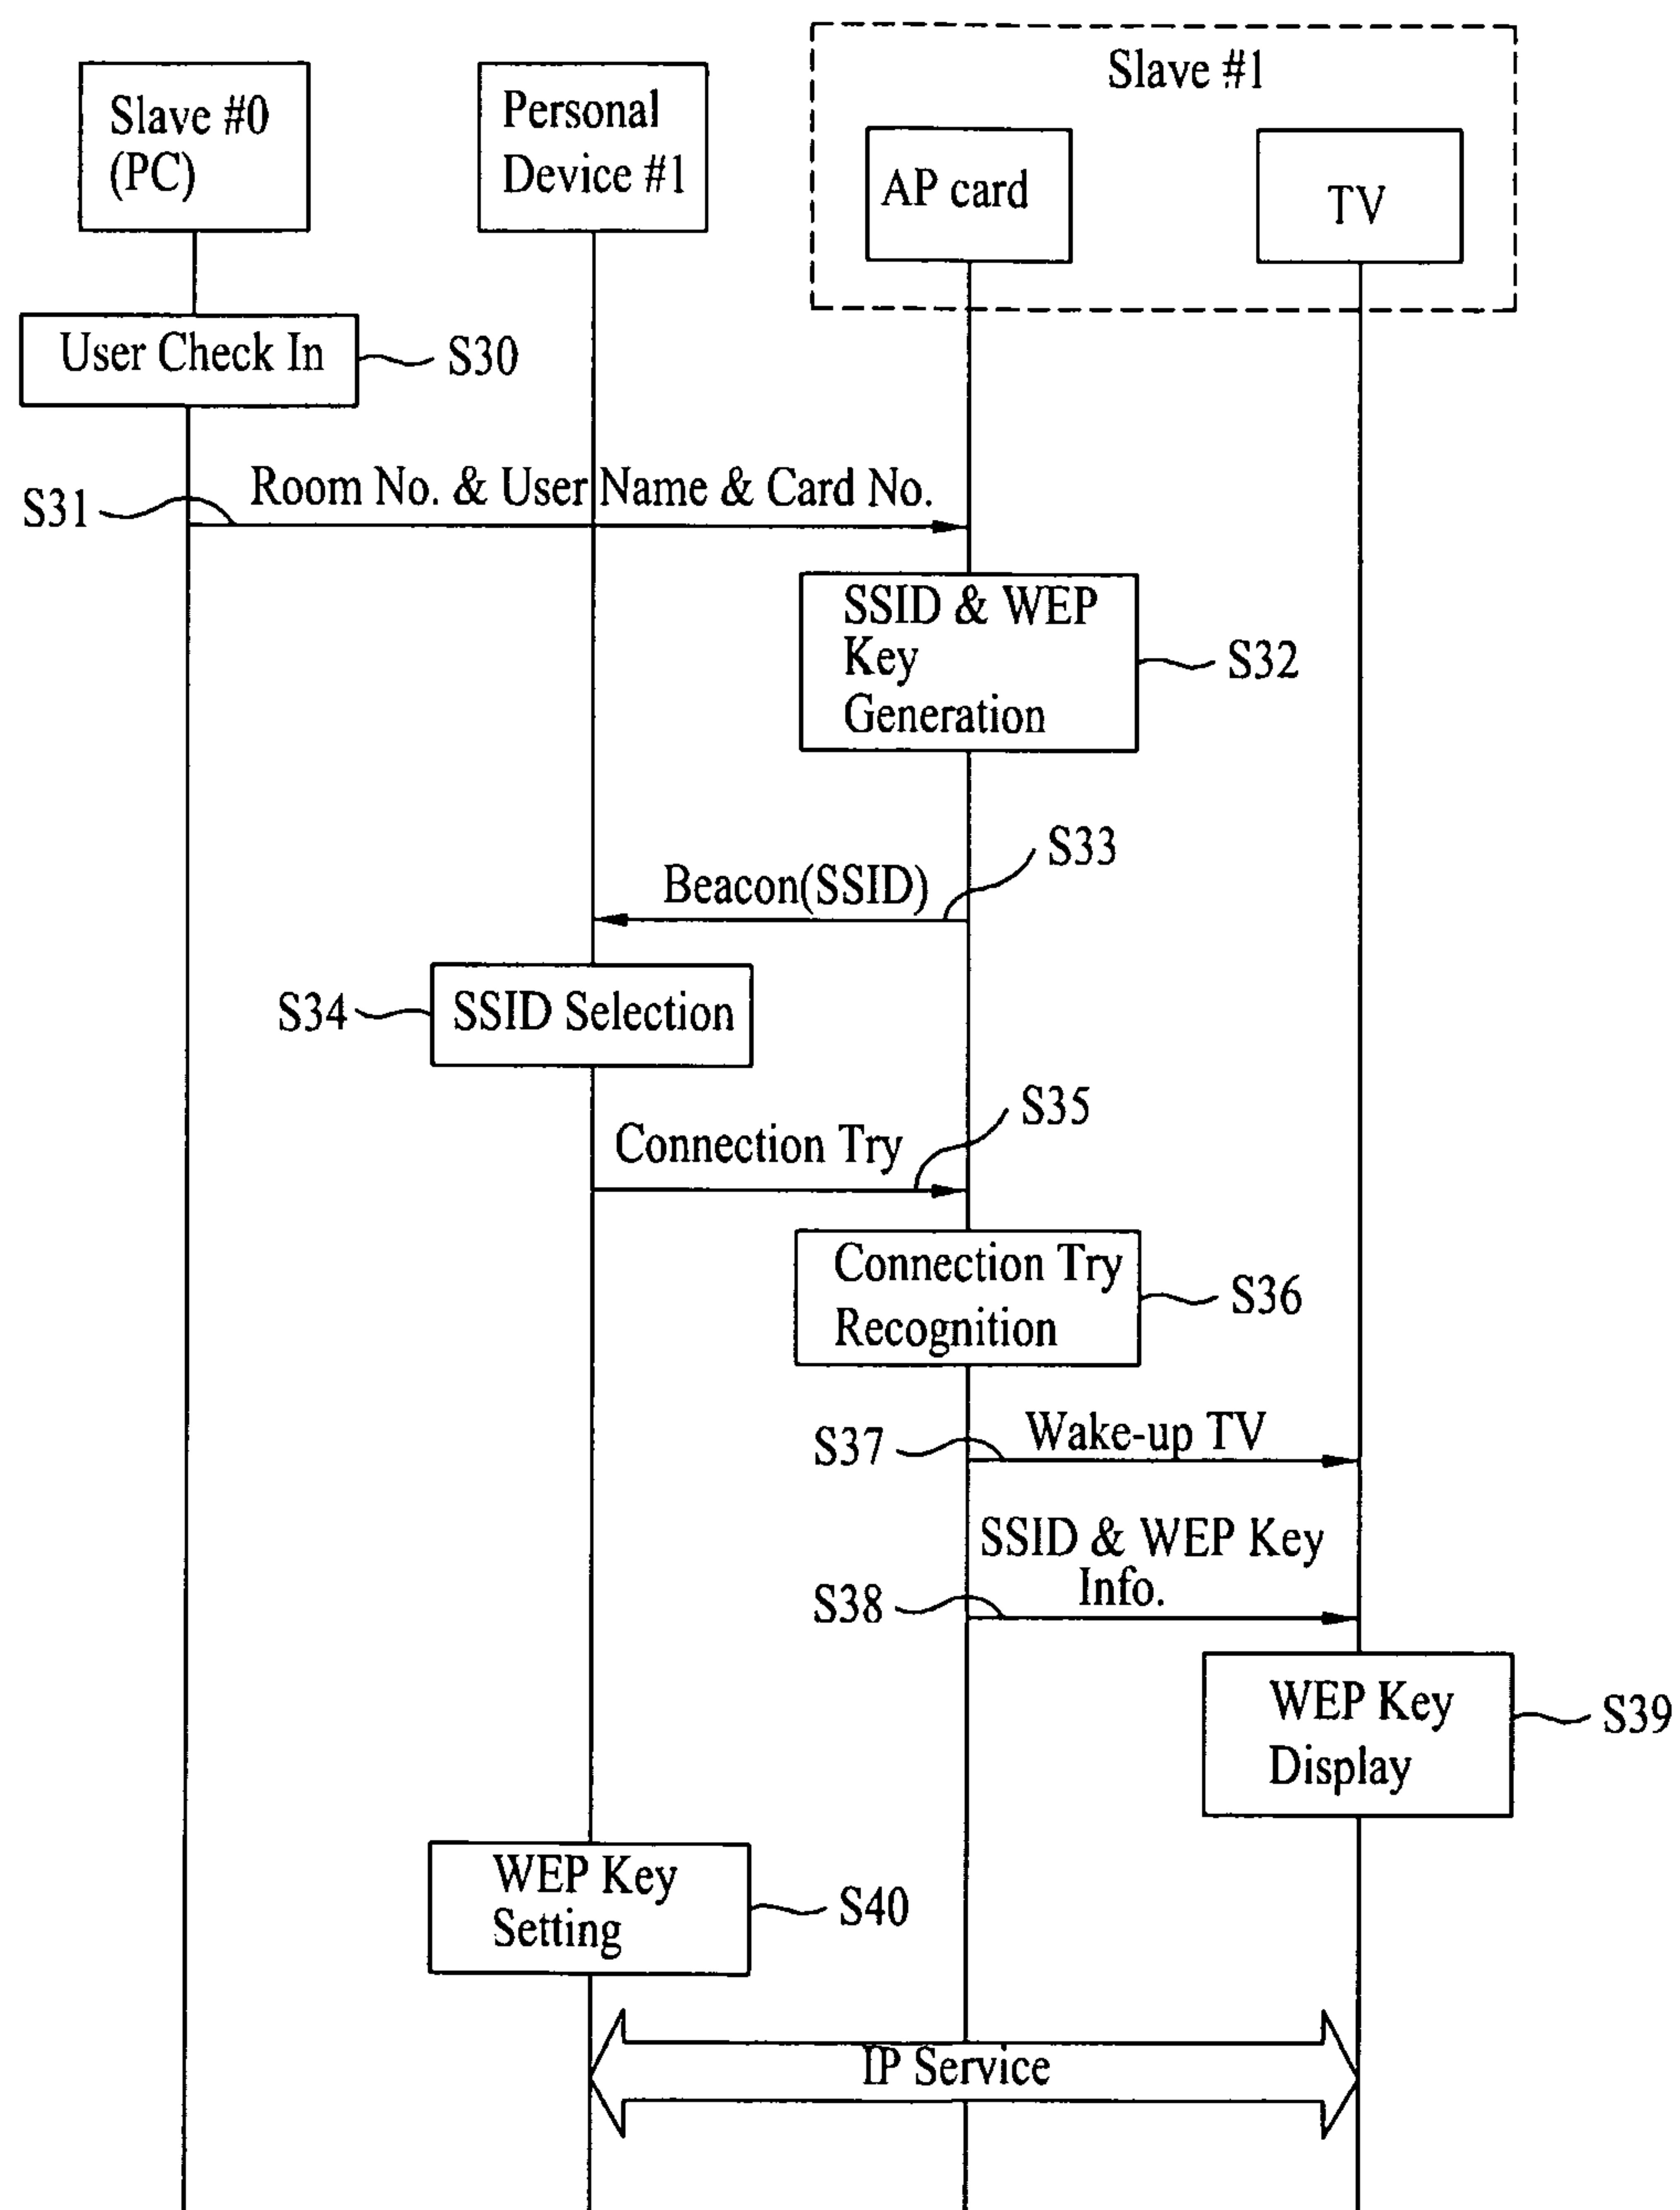 Slave #1
Slave #0
(PC)
Personal
Device #1
AP card
TV
User Check In
S30
Room No. & User Name & Card No.
S31
SSID & WEP
Key
Generation
S32
S33
Beacon(SSID)
S34
SSID Selection
S35
Connection Try
Connection Try
Recognition
S36
S37
Wake-up TV
SSID & WEP Key
Info.
S38
WEP Key
Display
S39
WEP Key
Setting
S40
IP Service